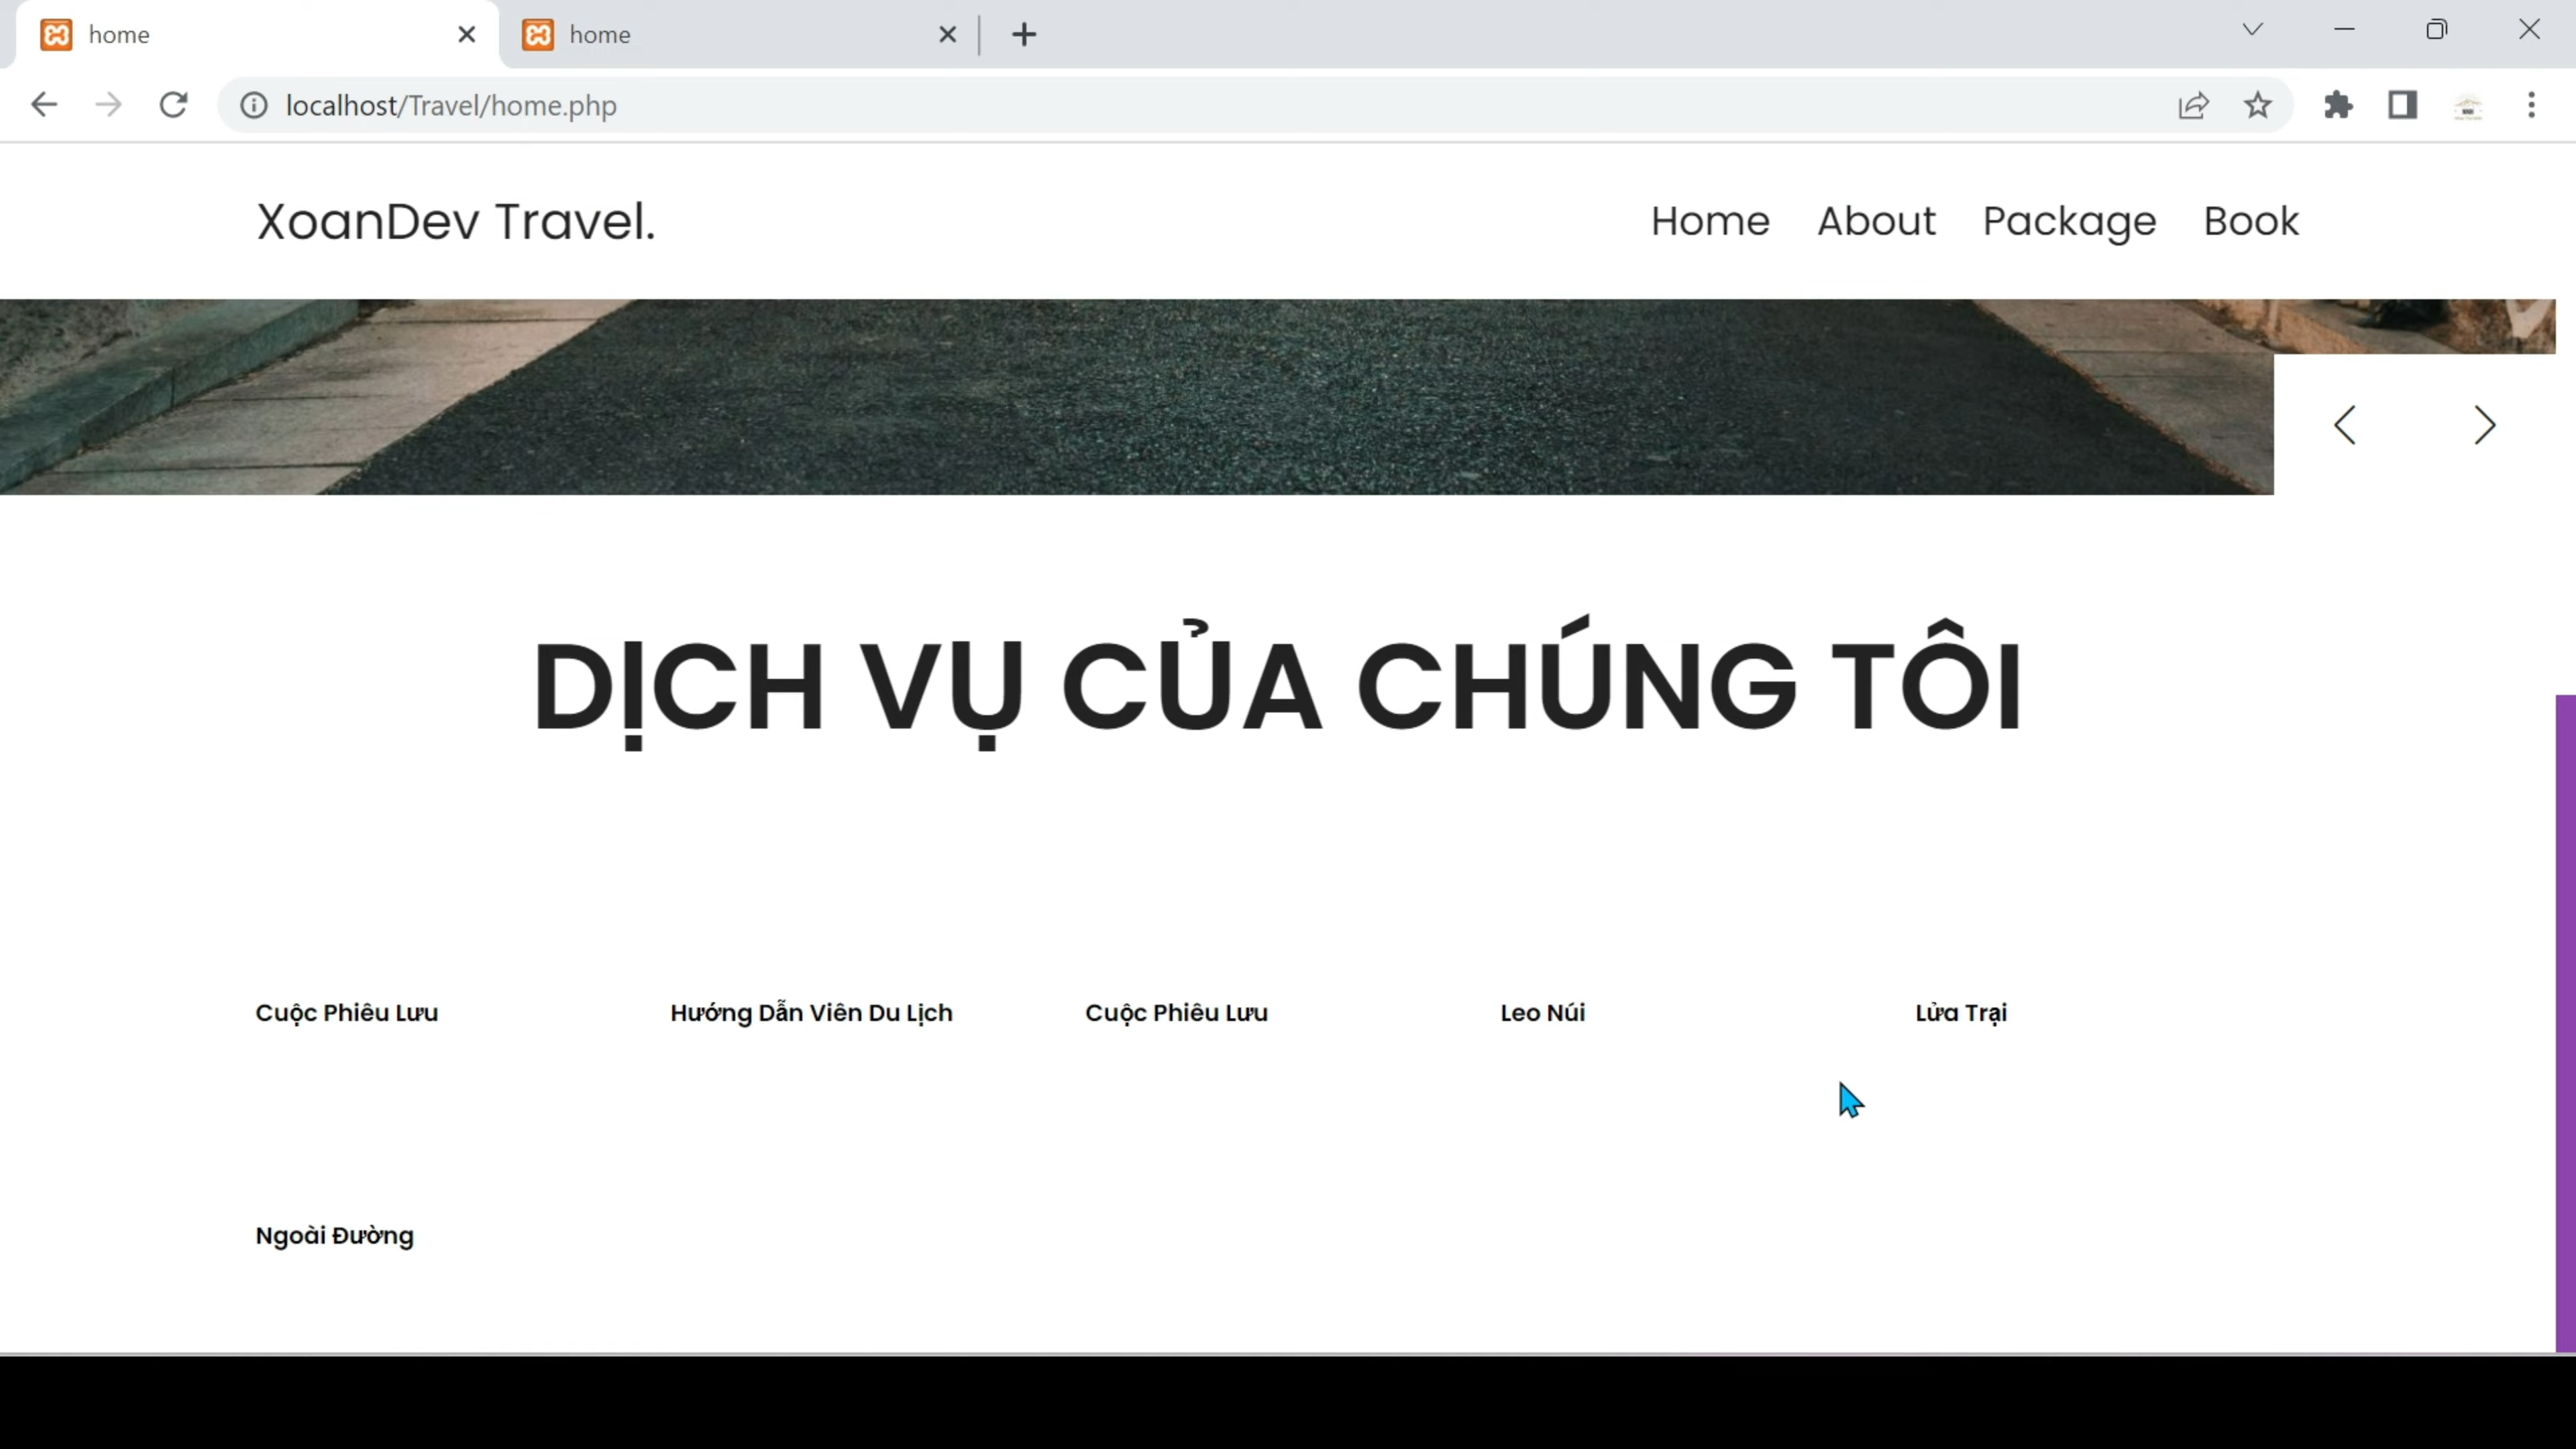 home
home
localhost/Travel/home.php
XoanDev Travel.
Home About Package Book
DỊCH VỤ CỦA CHÚNG TÔI
Cuộc Phiêu Lưu
Hướng Dẫn Viên Du Lịch
Cuộc Phiêu Lưu
Leo Núi
Lửa Trại
Ngoài Đường